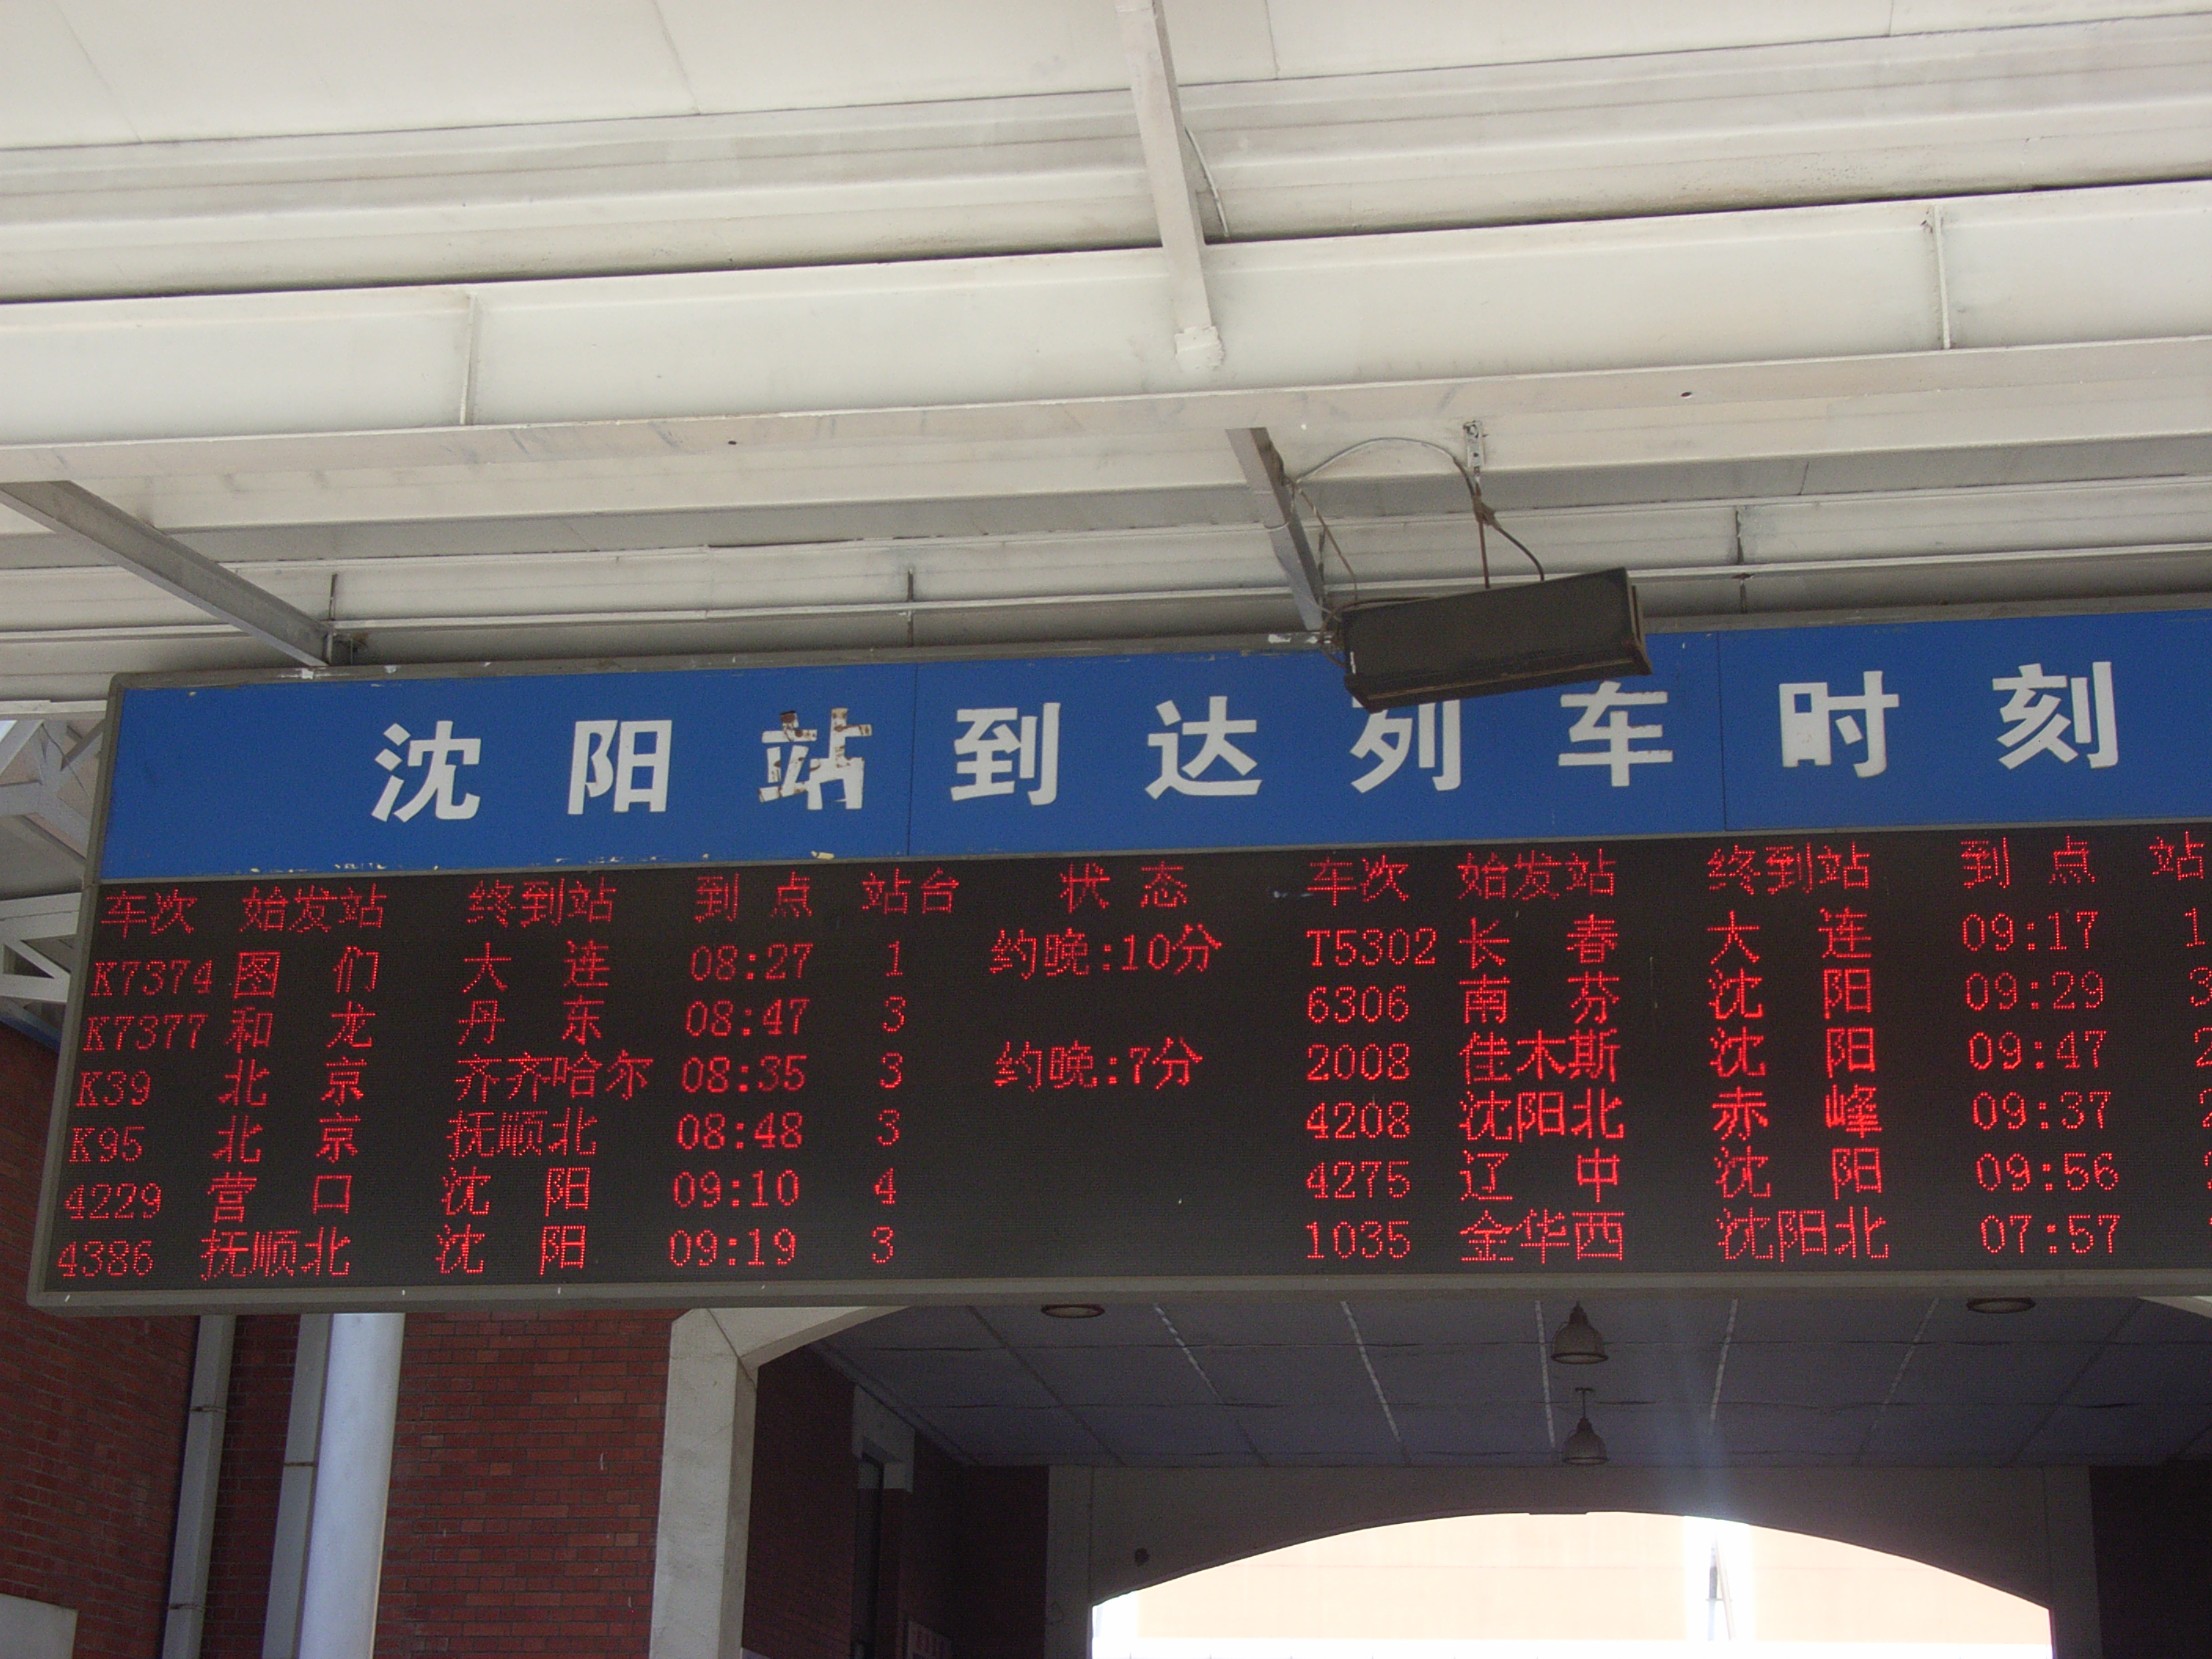 沈阳站到达列车时刻
车次 始发站 终到站 到点 站台 状态 车次 始发站 终到站 到点 站
K7374 图们 大连 08:27 1 约晚:10分 T5302 长春 大连 09:17 1
K7377 和龙 丹东 08:47 3 6306 南芬 沈阳 09:29 3
K39 北京 齐齐哈尔 08:35 3 约晚:7分 2008 佳木斯 沈阳 09:47 2
K95 北京 抚顺北 08:48 3 4208 沈阳北 赤峰 09:37 2
4229 营口 沈阳 09:10 4 4275 辽中 沈阳 09:56
4386 抚顺北 沈阳 09:19 3 1035 金华西 沈阳北 07:57